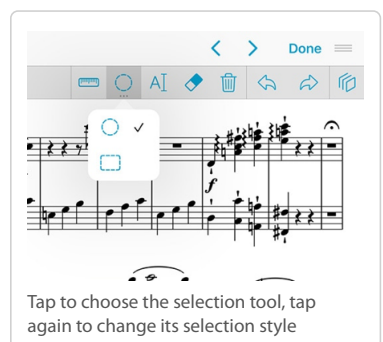 Done
A
f
Tap to choose the selection tool, tap
again to change its selection style